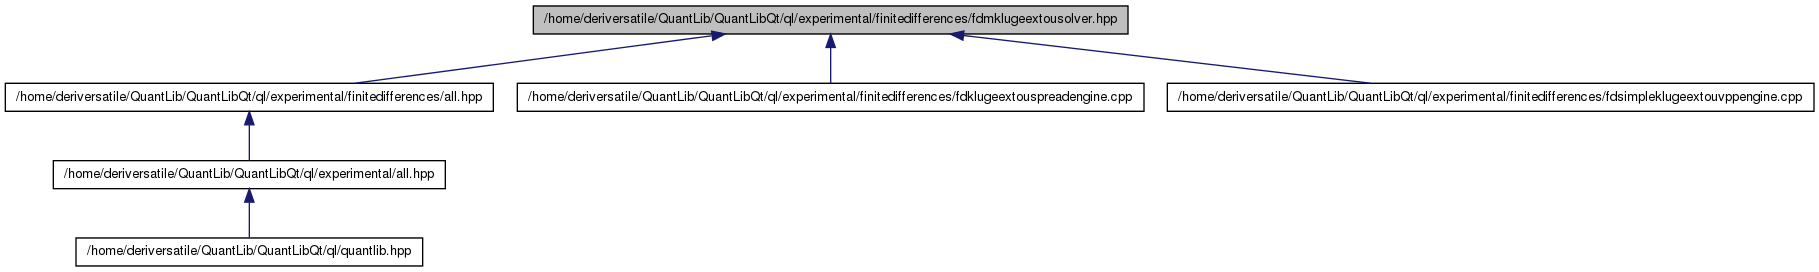 /home/deriversatile/QuantLib/QuantLibQt/ql/experimental/finitedifferences/fdmklugeextousolver.hpp
/home/deriversatile/QuantLib/QuantLibQt/ql/experimental/finitedifferences/all.hpp
/home/deriversatile/QuantLib/QuantLibQt/ql/experimental/finitedifferences/fdklugeextouspreadengine.cpp
/home/deriversatile/QuantLib/QuantLibQt/ql/experimental/finitedifferences/fdsimpleklugeextouvppengine.cpp
/home/deriversatile/QuantLib/QuantLibQt/ql/experimental/all.hpp
/home/deriversatile/QuantLib/QuantLibQt/ql/quantlib.hpp